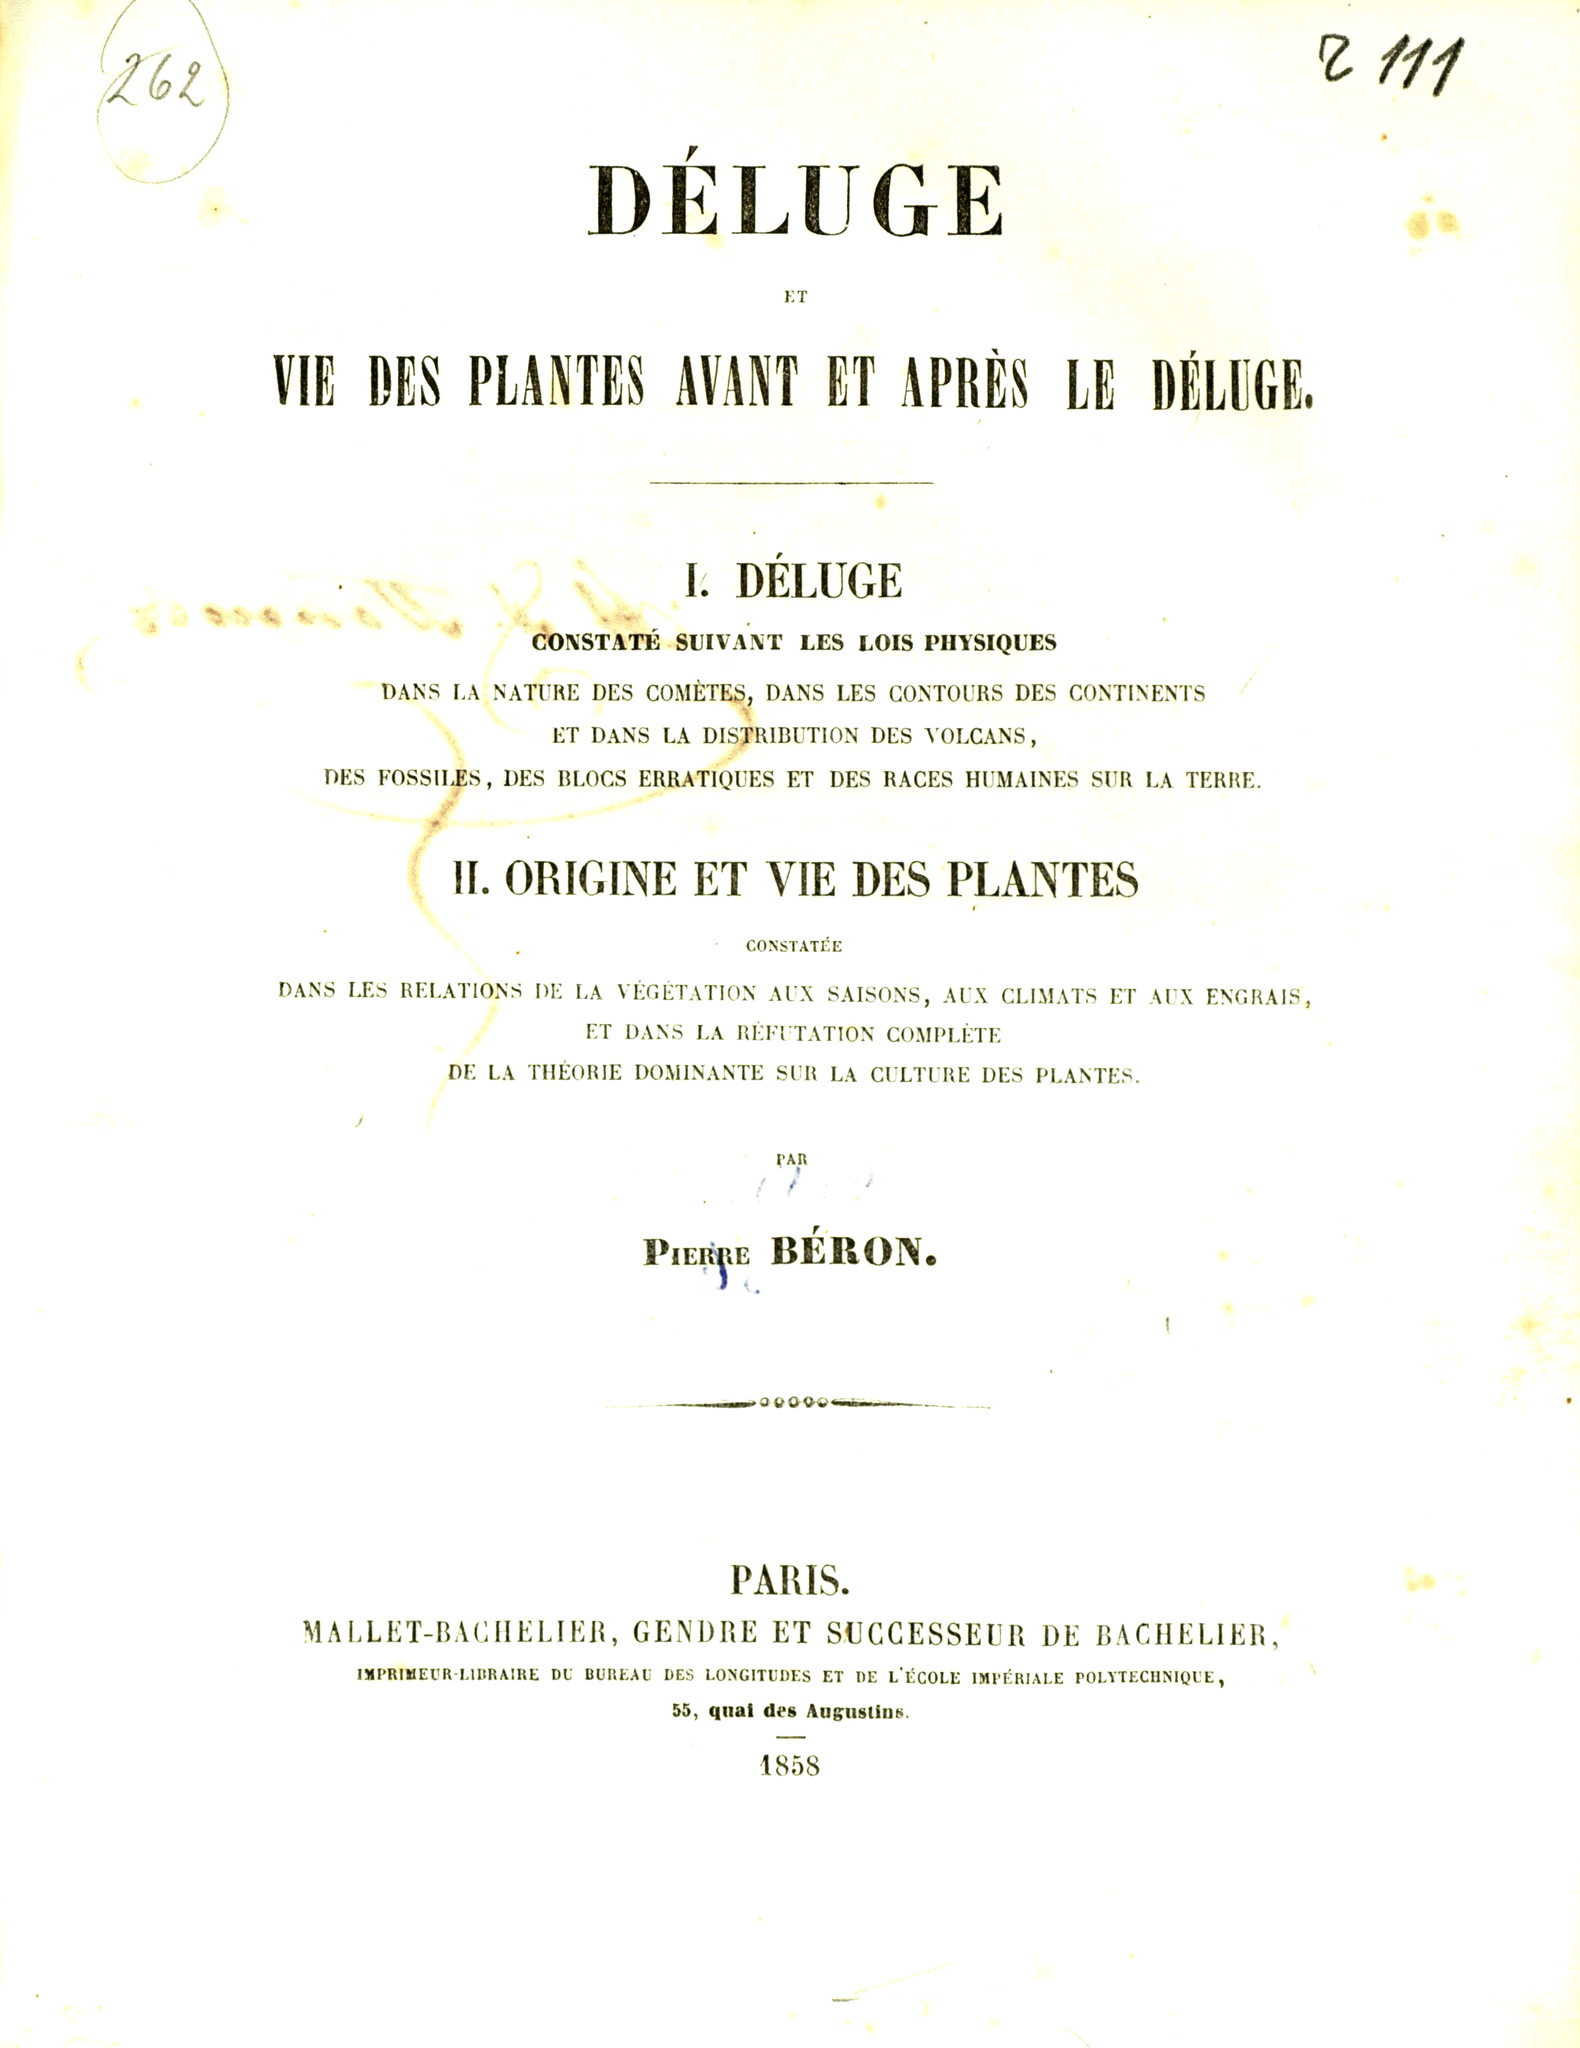 262
111
DÉLUGE
ET
VIE DES PLANTES AVANT ET APRÈS LE DÉLUGE.
I. DÉLUGE
CONSTATÉ SUIVANT LES LOIS PHYSIQUES
DANS LA NATURE DES COMÈTES, DANS LES CONTOURS DES CONTINENTS
ET DANS LA DISTRIBUTION DES VOLCANS,
DES FOSSILES, DES BLOCS ERRATIQUES ET DES RACES HUMAINES SUR LA TERRE.
II. ORIGINE ET VIE DES PLANTES
CONSTATÉE
DANS LES RELATIONS DE LA VÉGÉTATION AUX SAISONS, AUX CLIMATS ET AUX ENGRAIS,
ET DANS LA RÉFUTATION COMPLÈTE
DE LA THÉORIE DOMINANTE SUR LA CULTURE DES PLANTES.
PAR
PIERRE BÉRON.
PARIS.
MALLET-BACHELIER, GENDRE ET SUCCESSEUR DE BACHELIER,
IMPRIMEUR-LIBRAIRE DU BUREAU DES LONGITUDES ET DE L'ÉCOLE IMPÉRIALE POLYTECHNIQUE,
55, quai des Augustins.
1858